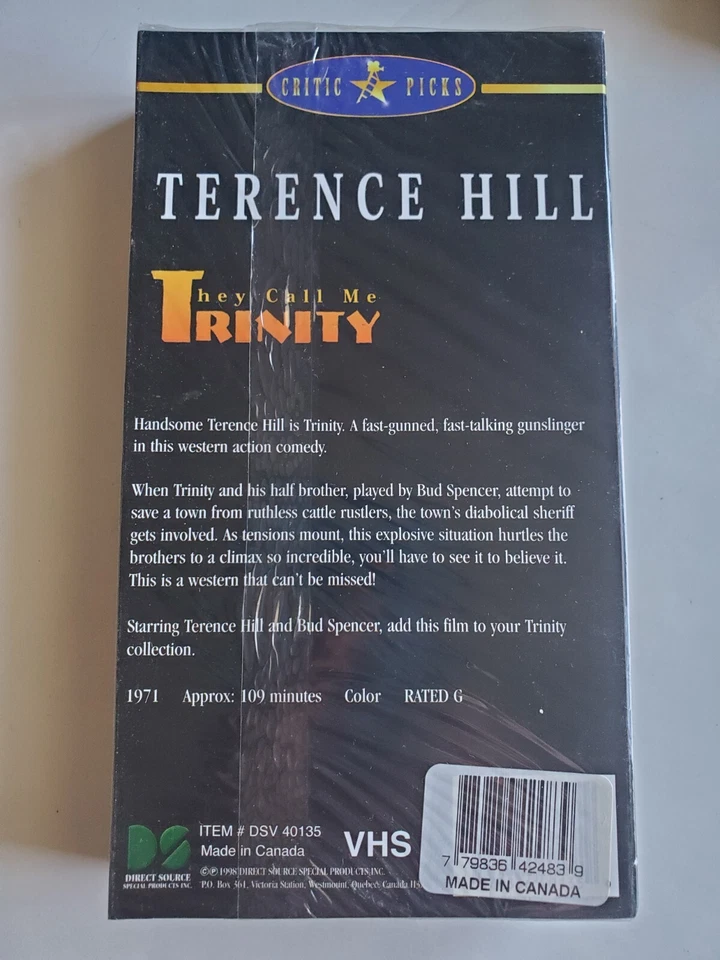 CRITIC PICKS
TERENCE HILL
They Call Me
TRINITY
Handsome Terence Hill is Trinity. A fast-gunned, fast-talking gunslinger
in this western action comedy.
When Trinity and his half brother, played by Bud Spencer, attempt to
save a town from ruthless cattle rustlers, the town's diabolical sheriff
gets involved. As tensions mount, this explosive situation hurtles the
brothers to a climax so incredible, you'll have to see it to believe it.
This is a western that can't be missed!
Starring Terence Hill and Bud Spencer, add this film to your Trinity
collection.
1971 Approx: 109 minutes Color RATED G
DS
DIRECT SOURCE
SPECIAL PRODUCTS INC.
ITEM # DSV 40135
Made in Canada
VHS
©℗ 1998 DIRECT SOURCE SPECIAL PRODUCTS INC.
P.O. Box 361, Victoria Station, Westmount, Quebec, Canada
7 79836 42483 9
MADE IN CANADA